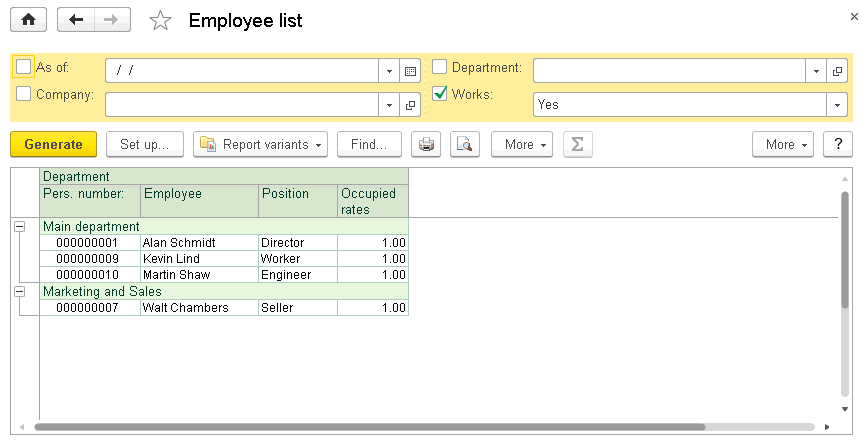 Employee list
As of: / / Department:
Company: Works: Yes
Generate Set up... Report variants Find... More Σ More ?
Department
Pers. number: Employee Position Occupied rates
Main department
000000001 Alan Schmidt Director 1.00
000000009 Kevin Lind Worker 1.00
000000010 Martin Shaw Engineer 1.00
Marketing and Sales
000000007 Walt Chambers Seller 1.00